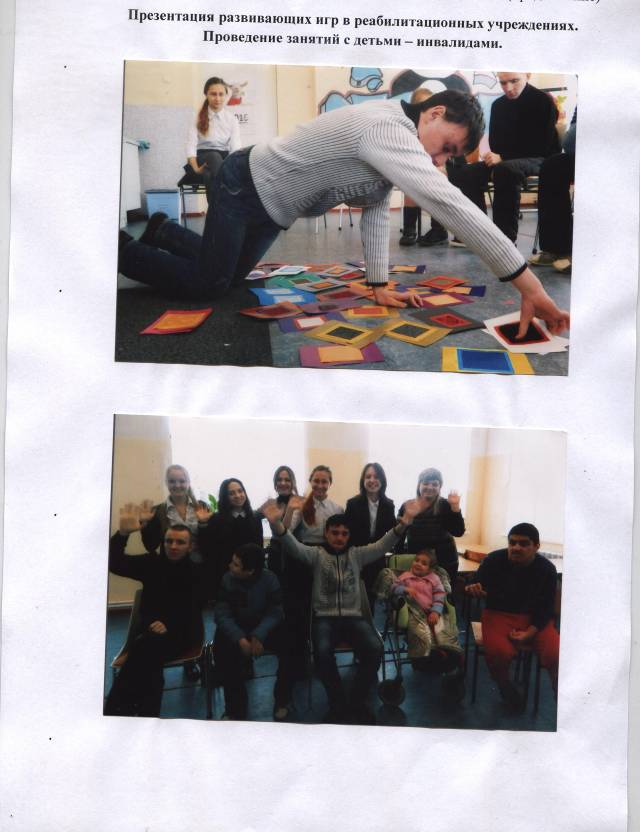 Презентация развивающих игр в реабилитационных учреждениях.
Проведение занятий с детьми – инвалидами.